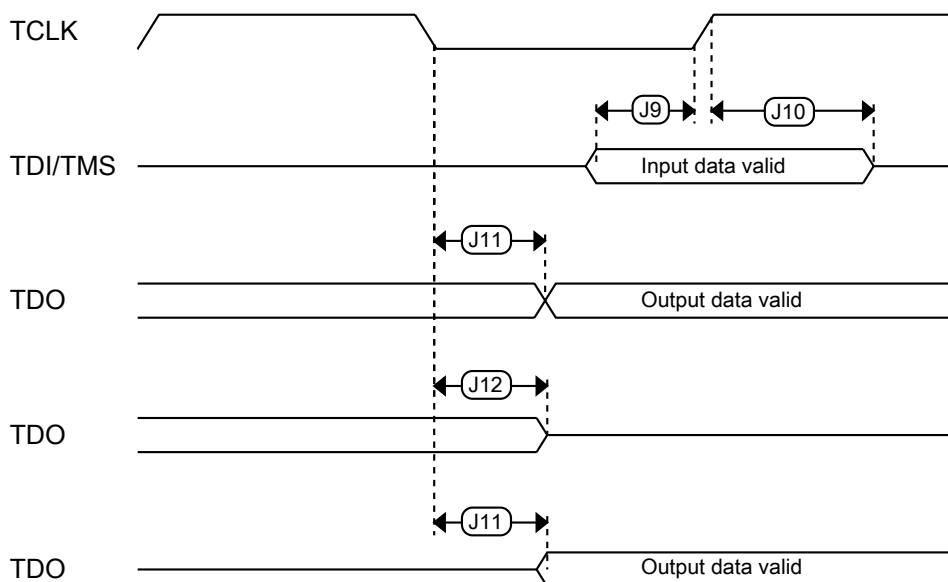 TCLK
J9
J10
TDI/TMS
Input data valid
J11
TDO
Output data valid
J12
TDO
J11
TDO
Output data valid